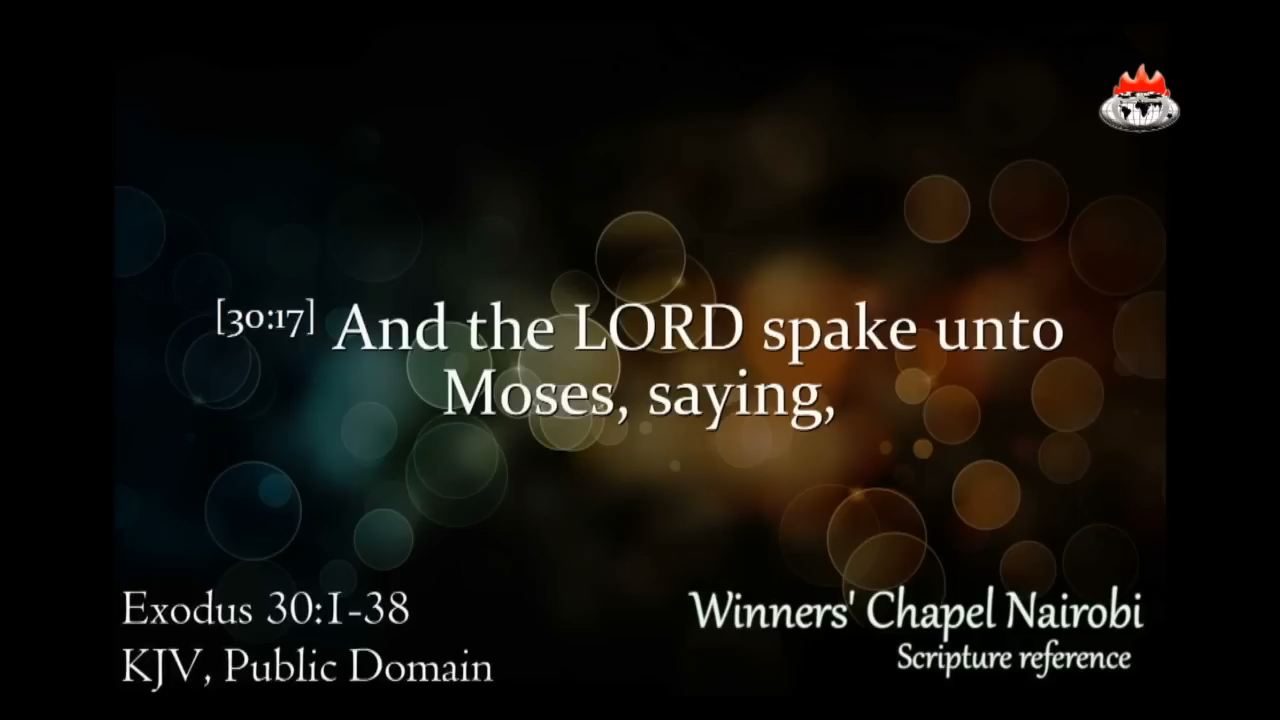 [30:17] And the LORD spake unto
Moses, saying,
Exodus 30:1-38
KJV, Public Domain
Winners' Chapel Nairobi
Scripture reference